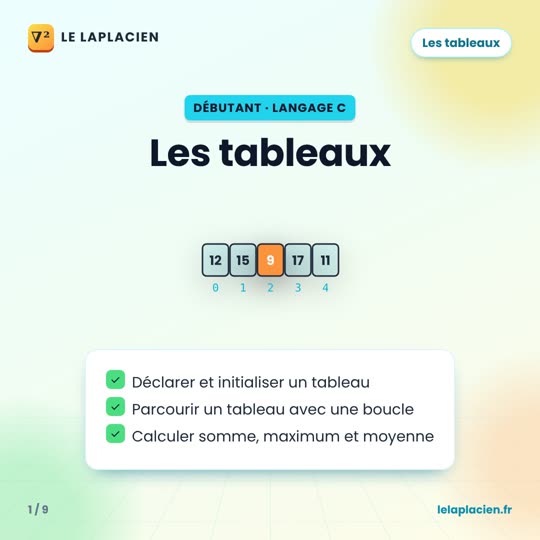 ∇² LE LAPLACIEN
Les tableaux
DÉBUTANT · LANGAGE C
Les tableaux
12 15 9 17 11
0 1 2 3 4
Déclarer et initialiser un tableau
Parcourir un tableau avec une boucle
Calculer somme, maximum et moyenne
1 / 9
lelaplacien.fr